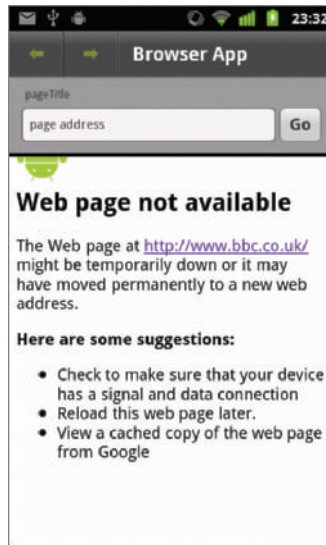 23:32
Browser App
pageTitle
page address
Go
Web page not available
The Web page at http://www.bbc.co.uk/
might be temporarily down or it may
have moved permanently to a new web
address.
Here are some suggestions:
• Check to make sure that your device
has a signal and data connection
• Reload this web page later.
• View a cached copy of the web page
from Google